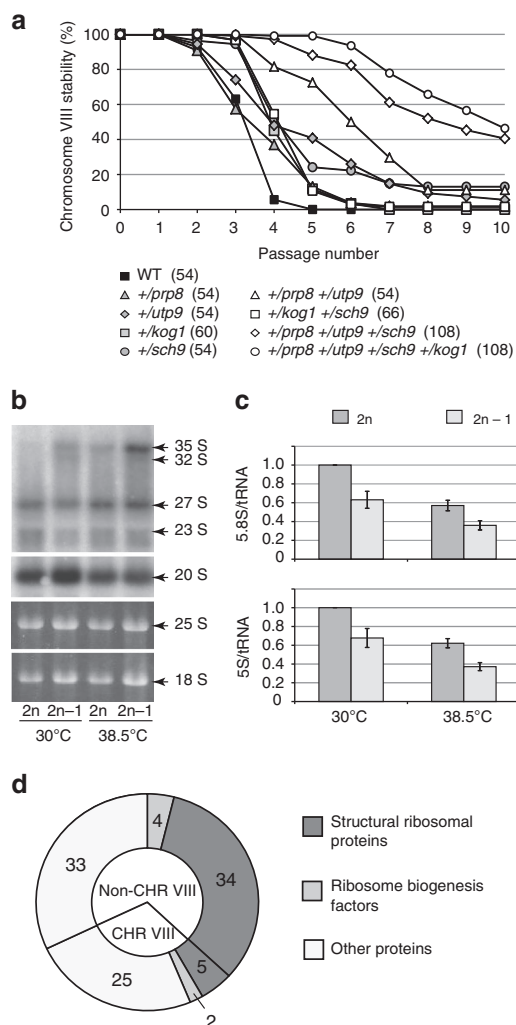 a
Chromosome VIII stability (%)
100
80
60
40
20
0
0 1 2 3 4 5 6 7 8 9 10
Passage number
WT (54)
+/prp8 (54)
+/utp9 (54)
+/kog1 (60)
+/sch9 (54)
+/prp8 +/utp9 (54)
+/kog1 +/sch9 (66)
+/prp8 +/utp9 +/sch9 (108)
+/prp8 +/utp9 +/sch9 +/kog1 (108)
b
35 S
32 S
27 S
23 S
20 S
25 S
18 S
2n 2n–1 2n 2n–1
30°C 38.5°C
c
2n 2n – 1
5.8S/tRNA
1.0
0.8
0.6
0.4
0.2
0
5S/tRNA
1.0
0.8
0.6
0.4
0.2
0
30°C 38.5°C
d
4
33
34
Non-CHR VIII
CHR VIII
5
25
2
Structural ribosomal
proteins
Ribosome biogenesis
factors
Other proteins